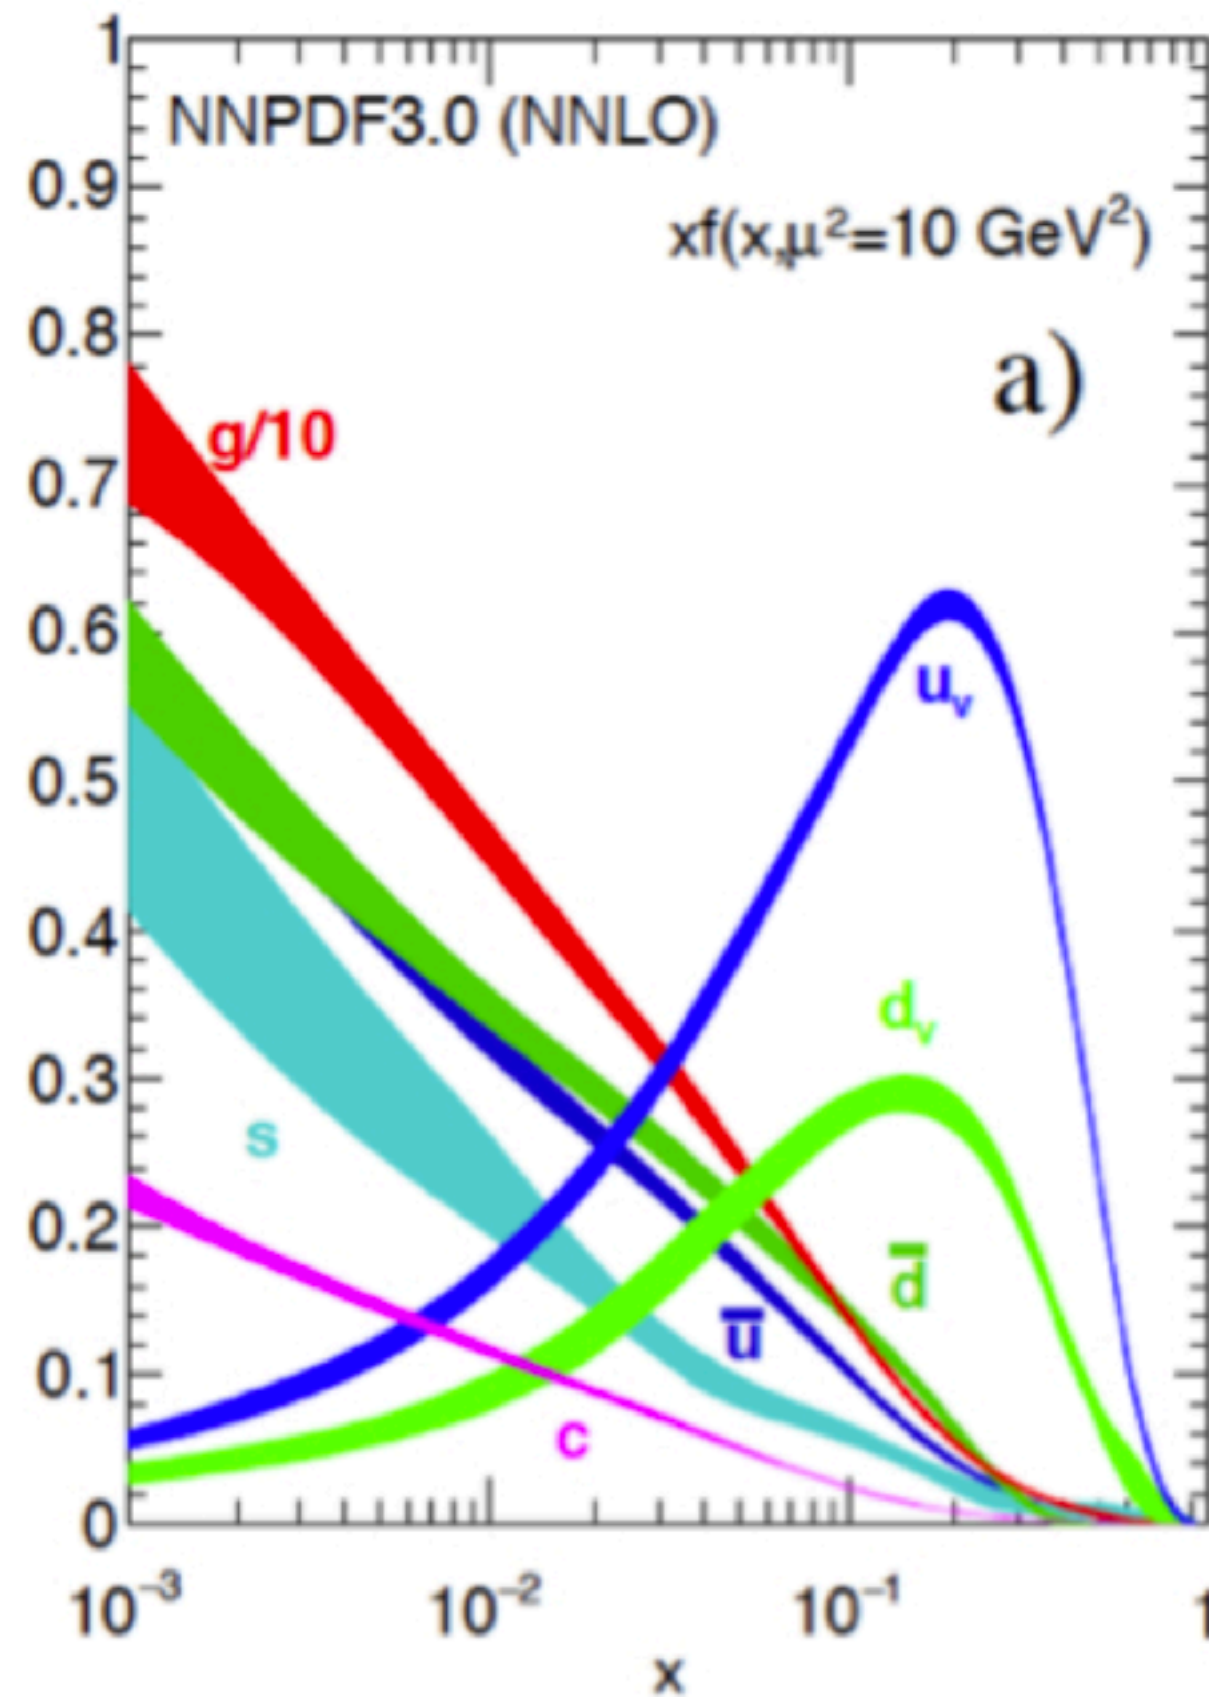 NNPDF3.0 (NNLO)
xf(x,μ²=10 GeV²)
a)
g/10
u_v
d_v
s
d̅
u̅
c
1
0.9
0.8
0.7
0.6
0.5
0.4
0.3
0.2
0.1
0
10⁻³ 10⁻² 10⁻¹ 1
x